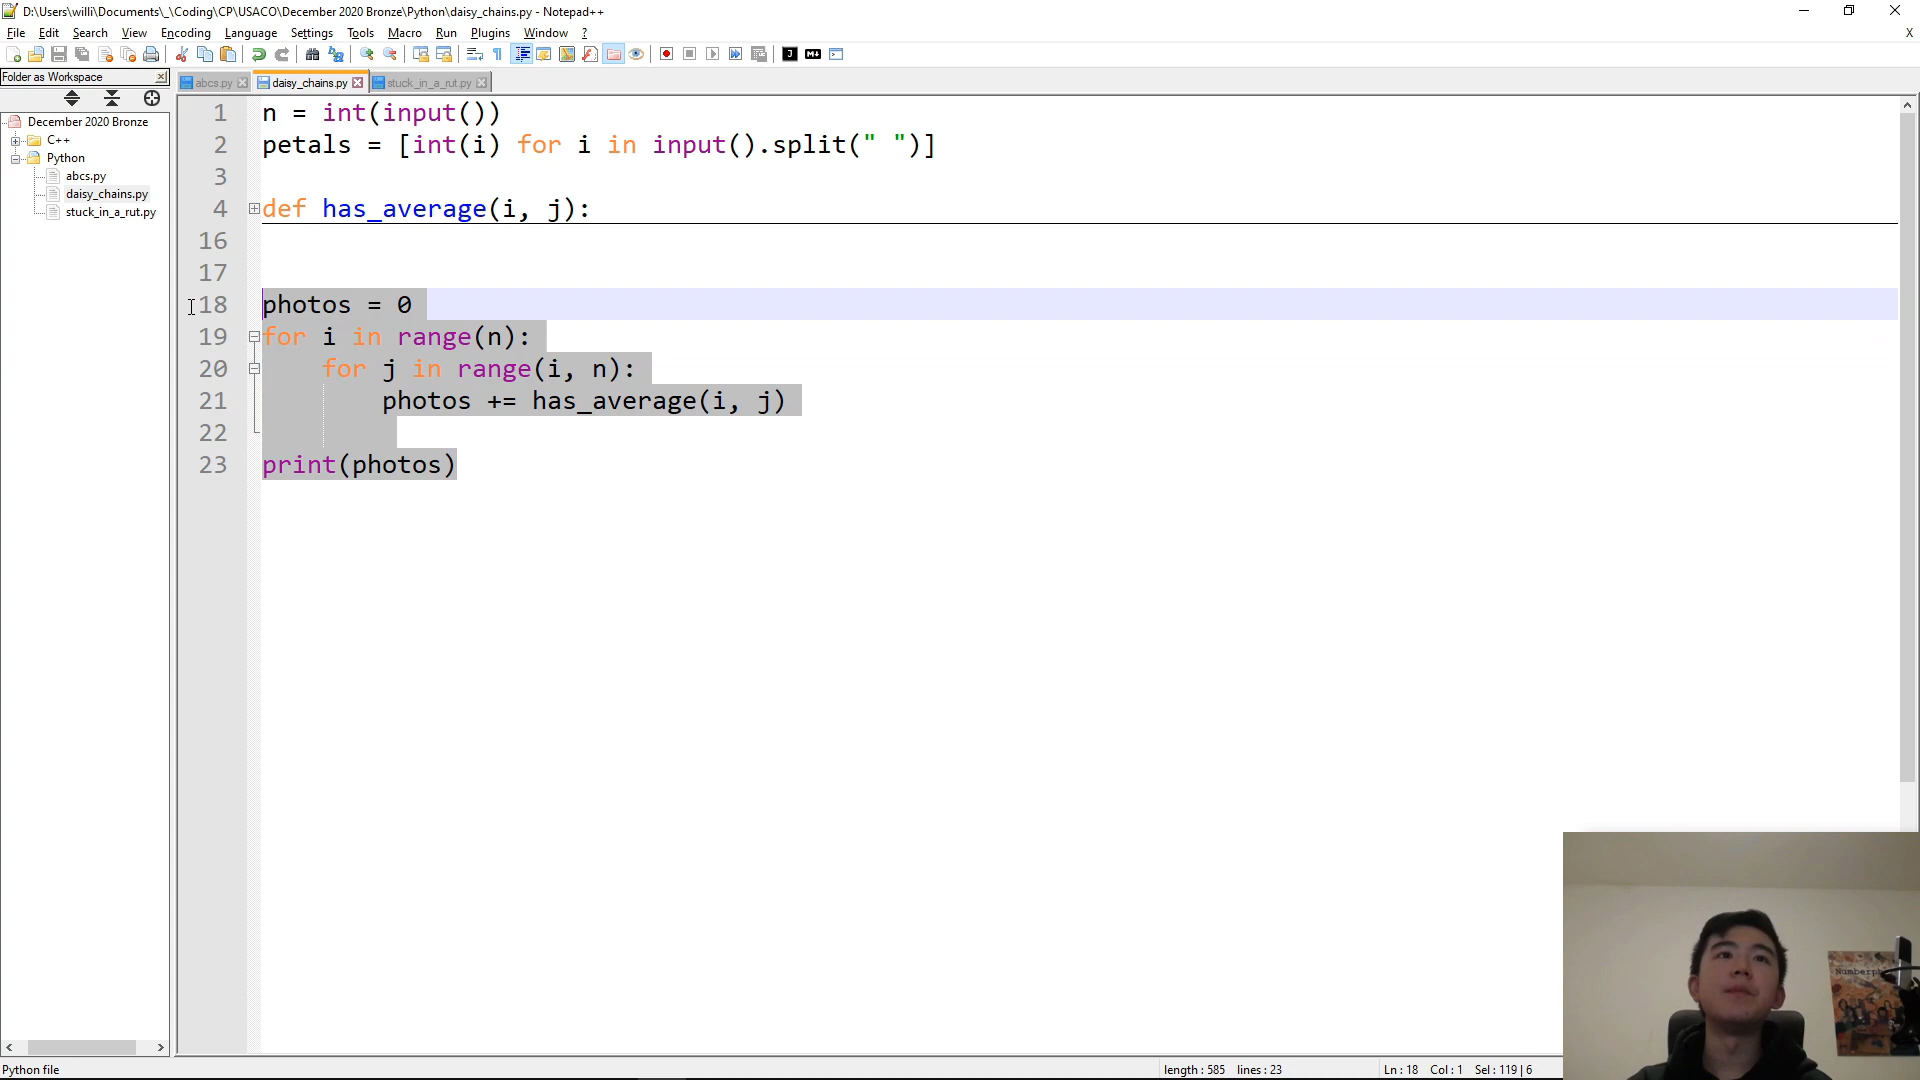 D:\Users\willi\Documents\_\Coding\CP\USACO\December 2020 Bronze\Python\daisy_chains.py - Notepad++
File Edit Search View Encoding Language Settings Tools Macro Run Plugins Window ? X
Folder as Workspace
abcs.py daisy_chains.py stuck_in_a_rut.py
December 2020 Bronze
C++
Python
abcs.py
daisy_chains.py
stuck_in_a_rut.py
1 n = int(input())
2 petals = [int(i) for i in input().split(" ")]
3
4 def has_average(i, j):
16
17
18 photos = 0
19 for i in range(n):
20 for j in range(i, n):
21 photos += has_average(i, j)
22
23 print(photos)
Python file length : 585 lines : 23 Ln : 18 Col : 1 Sel : 119 | 6